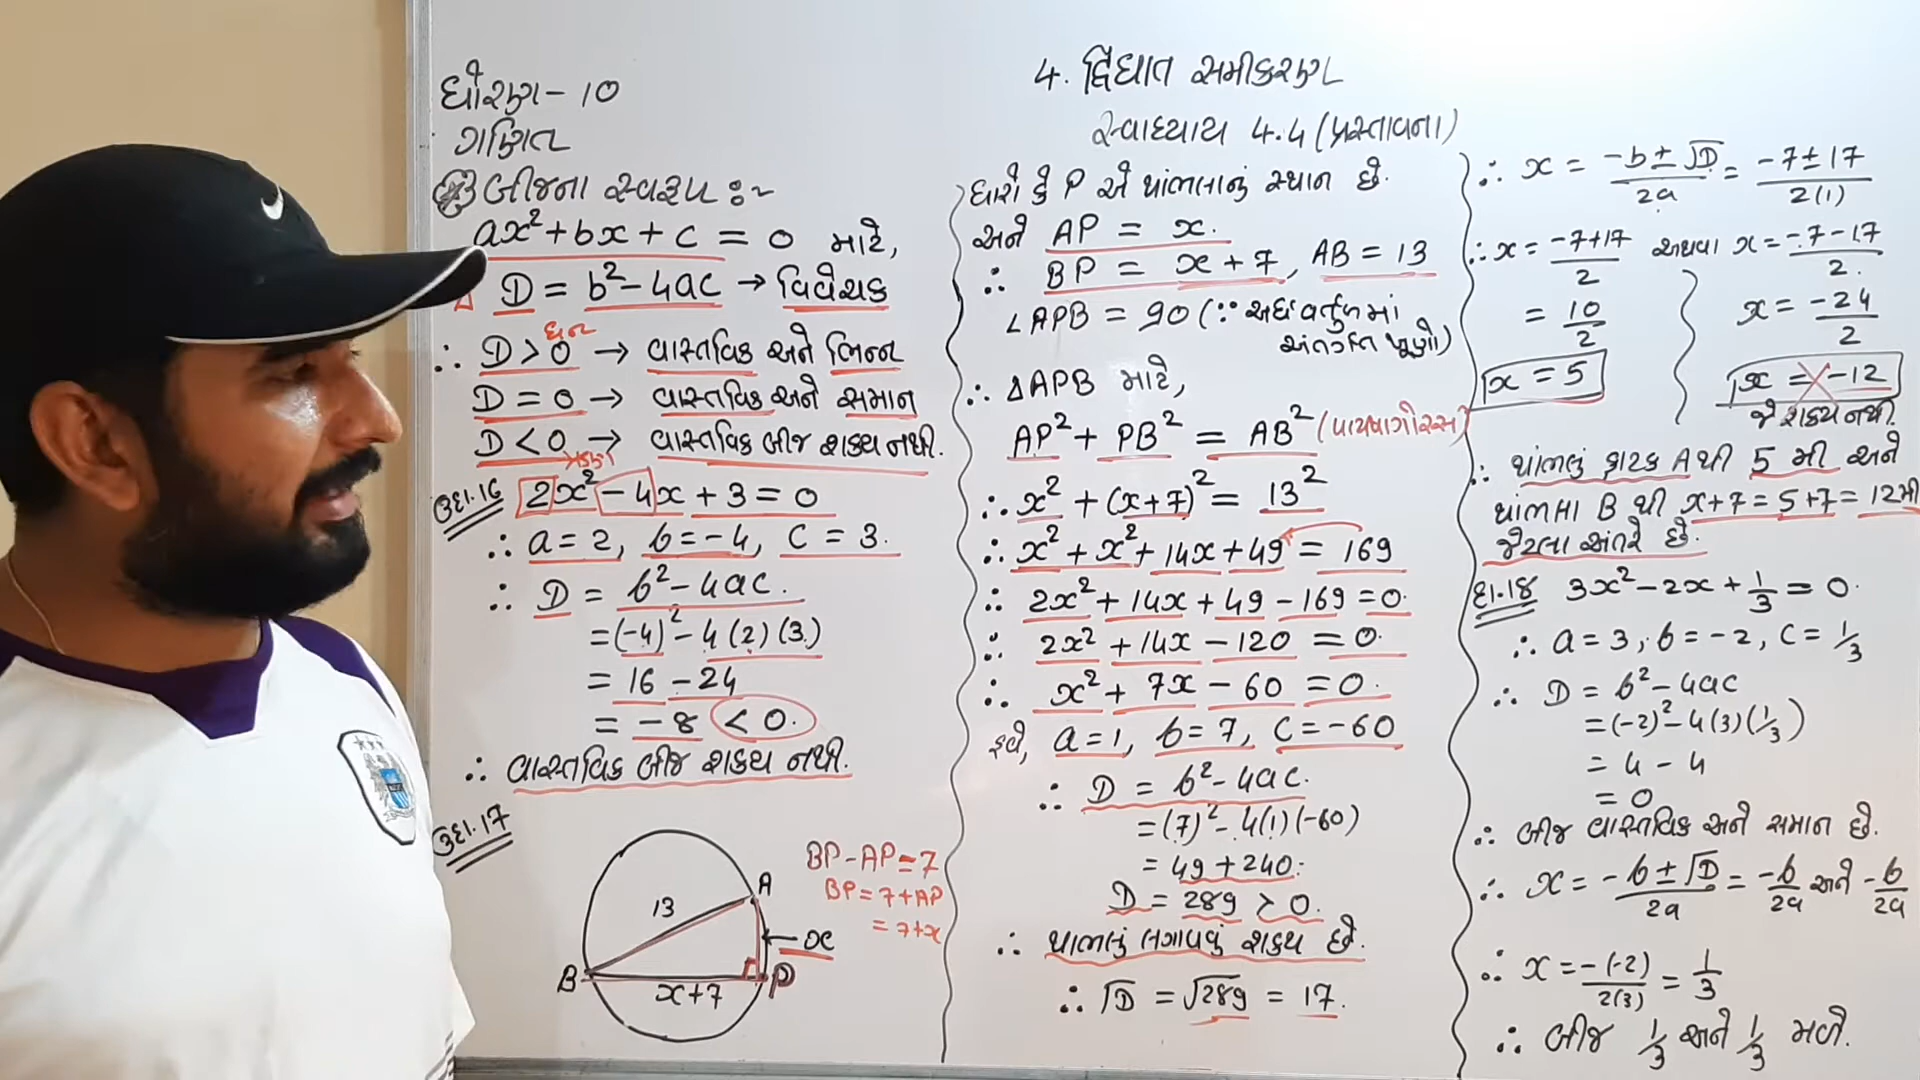 ધોરણ - 10
ગણિત
4. દ્વિઘાત સમીકરણ
સ્વાધ્યાય 4.4 (પ્રસ્તાવના)
બીજના સ્વરૂપ :~
ax² + bx + c = 0 માટે,
Δ D = b² - 4ac → વિવેચક
ધન
∴ D > 0 → વાસ્તવિક અને ભિન્ન
D = 0 → વાસ્તવિક અને સમાન
D < 0 → વાસ્તવિક બીજ શક્ય નથી.
ઉદા.16 2x² - 4x + 3 = 0
∴ a = 2, b = -4, c = 3.
∴ D = b² - 4ac.
= (-4)² - 4(2)(3)
= 16 - 24
= -8 < 0.
∴ વાસ્તવિક બીજ શક્ય નથી.
ઉદા.17
BP - AP = 7
BP = 7 + AP
= 7 + x
A
13
x
B
x + 7
P
ધારો કે P એ થાંભલાનું સ્થાન છે.
અને AP = x.
∴ BP = x + 7, AB = 13
∠APB = 90 (∵ અર્ધવર્તુળમાં
અંતર્ગત ખૂણો)
∴ ΔAPB માટે,
AP² + PB² = AB² (પાયથાગોરસ)
∴ x² + (x+7)² = 13²
∴ x² + x² + 14x + 49 = 169
∴ 2x² + 14x + 49 - 169 = 0.
∴ 2x² + 14x - 120 = 0.
∴ x² + 7x - 60 = 0.
હવે, a = 1, b = 7, c = -60
∴ D = b² - 4ac.
= (7)² - 4(1)(-60)
= 49 + 240.
D = 289 > 0.
∴ થાંભલું લગાવવું શક્ય છે.
∴ √D = √289 = 17.
∴ x = -b ± √D / 2a = -7 ± 17 / 2(1)
∴ x = -7 + 17 / 2 અથવા x = -7 - 17 / 2.
= 10/2 x = -24/2
x = 5 x = -12
જે શક્ય નથી.
∴ થાંભલું ફાટક A થી 5 મી અને
થાંભલા B થી x + 7 = 5 + 7 = 12 મી
જેટલા અંતરે છે.
ઉદા.18 3x² - 2x + 1/3 = 0.
∴ a = 3, b = -2, c = 1/3
∴ D = b² - 4ac
= (-2)² - 4(3)(1/3)
= 4 - 4
= 0
∴ બીજ વાસ્તવિક અને સમાન છે.
∴ x = -b ± √D / 2a = -b/2a અને -b/2a
∴ x = -(-2)/2(3) = 1/3
∴ બીજ 1/3 અને 1/3 મળે.